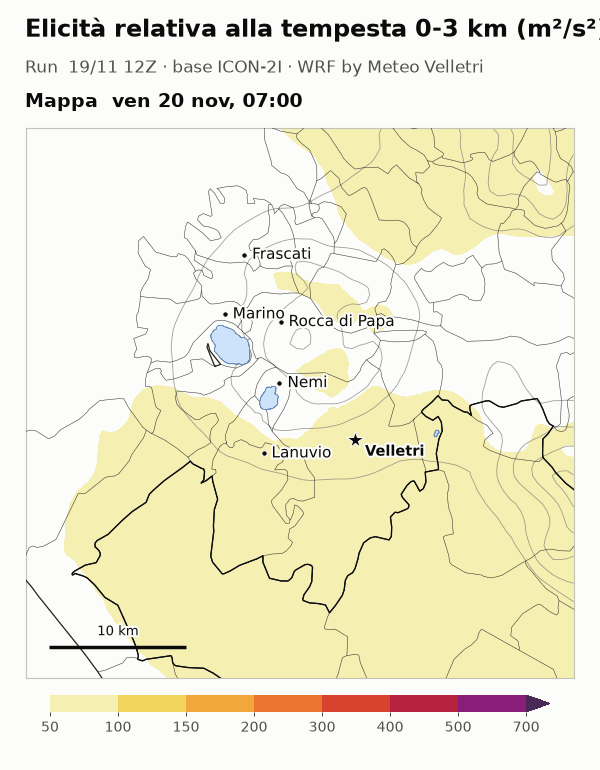 Elicità relativa alla tempesta 0-3 km (m²/s²)
Run  19/11 12Z · base ICON-2I · WRF by Meteo Velletri
Mappa  ven 20 nov, 07:00
Frascati
Marino
Rocca di Papa
Nemi
Velletri
Lanuvio
10 km
50 100 150 200 300 400 500 700